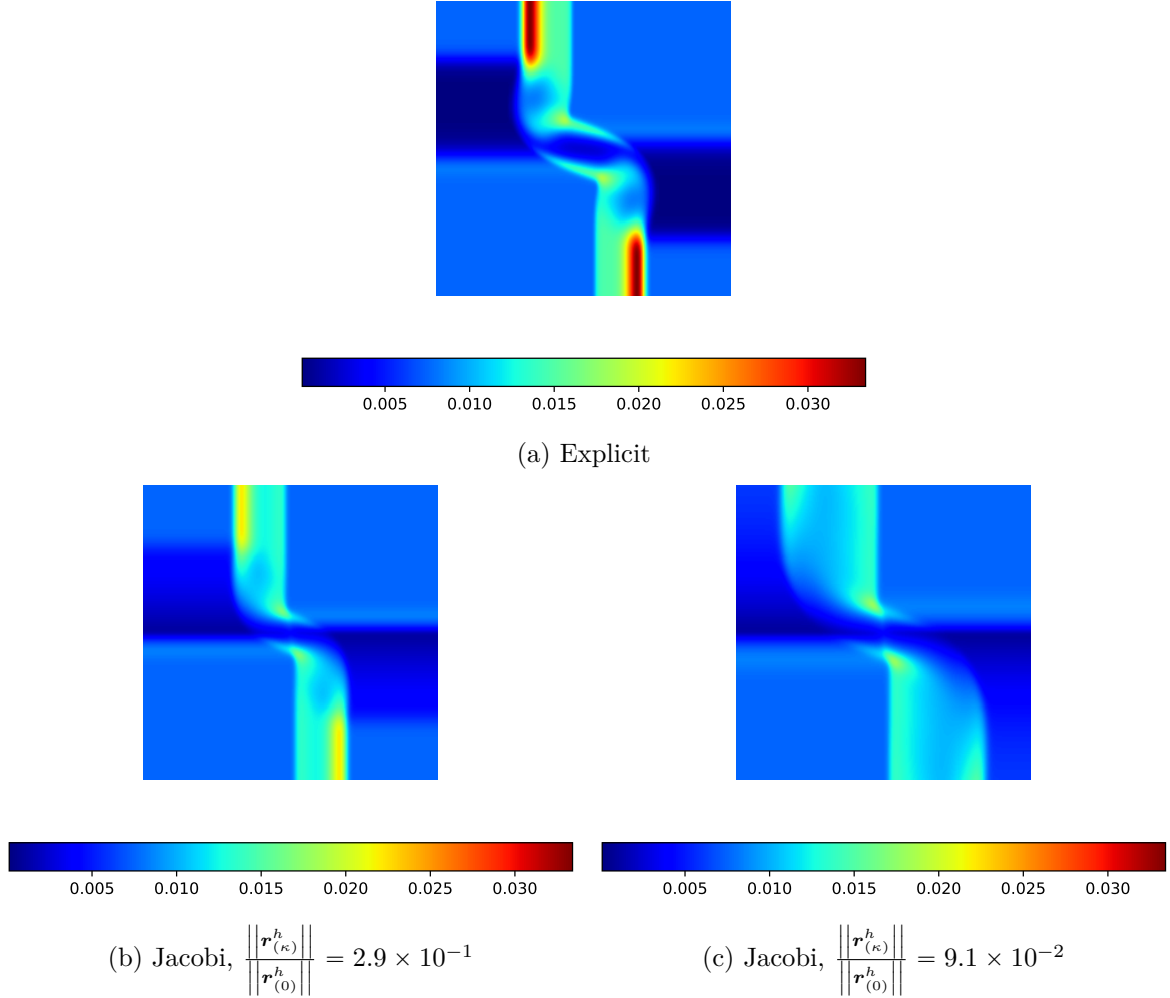 0.005 0.010 0.015 0.020 0.025 0.030
(a) Explicit
0.005 0.010 0.015 0.020 0.025 0.030
0.005 0.010 0.015 0.020 0.025 0.030
(b) Jacobi, ||r^h_(κ)|| / ||r^h_(0)|| = 2.9 × 10^−1
(c) Jacobi, ||r^h_(κ)|| / ||r^h_(0)|| = 9.1 × 10^−2